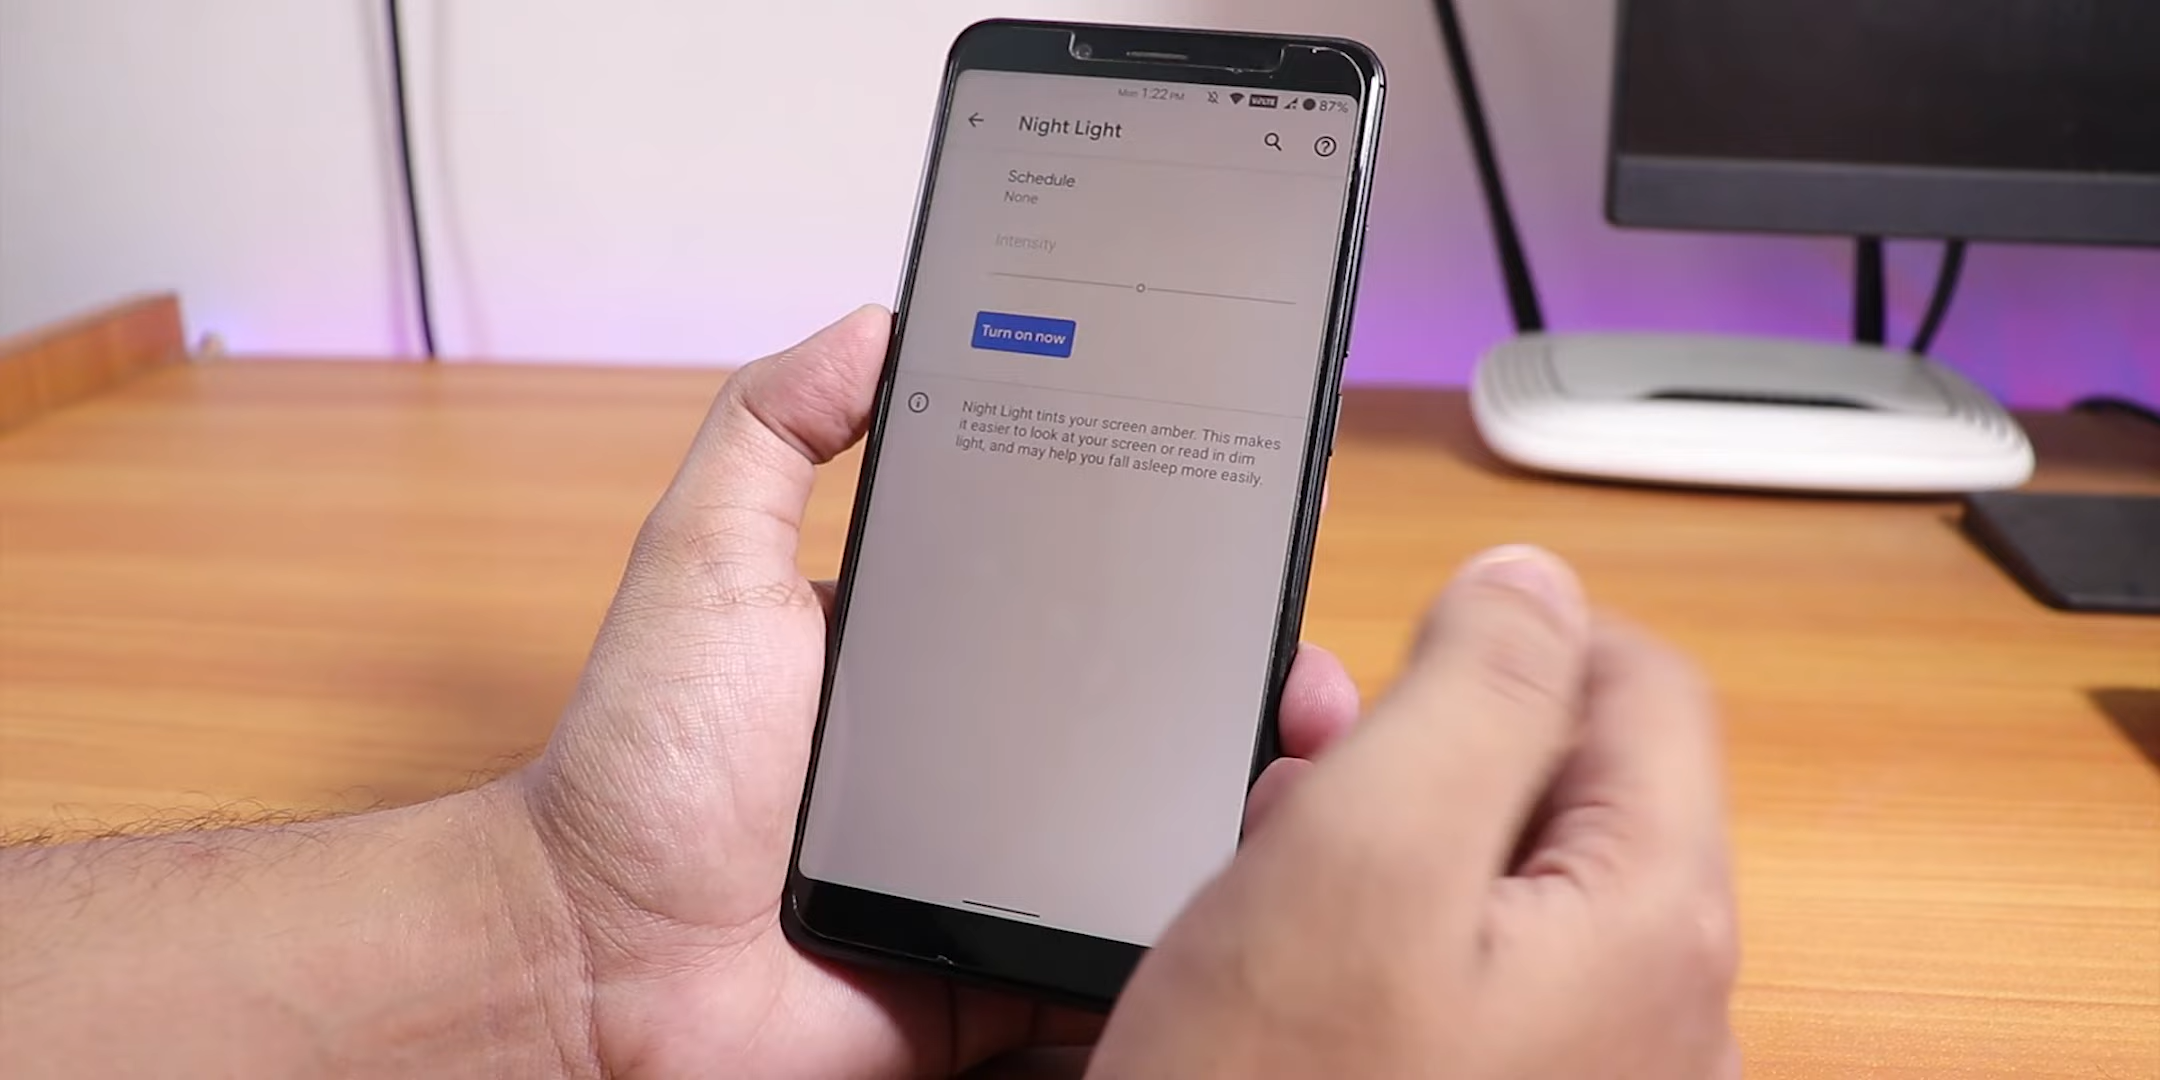 Mon 1:22 PM VoLTE 87%
Night Light
Schedule
None
Intensity
Turn on now
Night Light tints your screen amber. This makes
it easier to look at your screen or read in dim
light, and may help you fall asleep more easily.